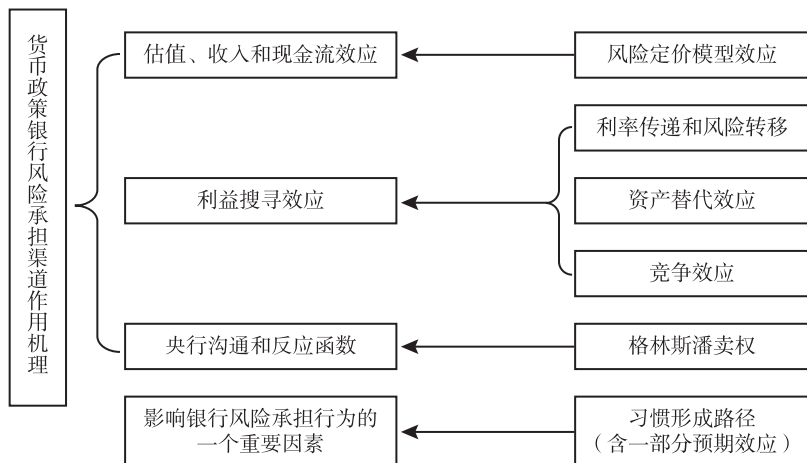 货币政策银行风险承担渠道作用机理
估值、收入和现金流效应
风险定价模型效应
利益搜寻效应
利率传递和风险转移
资产替代效应
竞争效应
央行沟通和反应函数
格林斯潘卖权
影响银行风险承担行为的
一个重要因素
习惯形成路径
（含一部分预期效应）